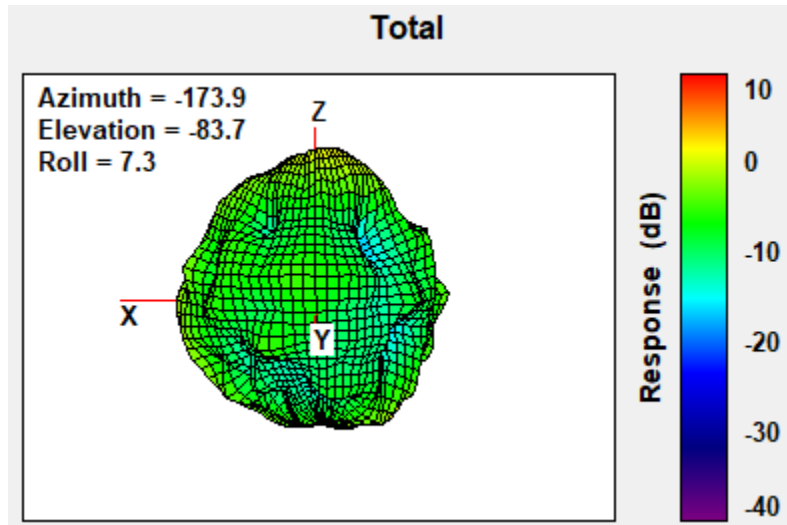 Total
Azimuth = -173.9
Elevation = -83.7
Roll = 7.3
Z
X
Y
10
0
-10
-20
-30
-40
Response (dB)